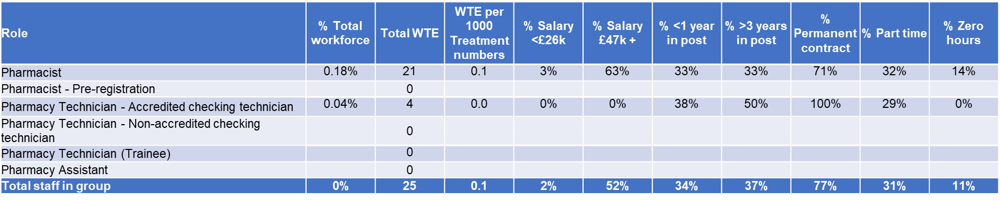 Role % Total workforce Total WTE WTE per 1000 Treatment numbers % Salary <£26k % Salary £47k + % <1 year in post % >3 years in post % Permanent contract % Part time % Zero hours
Pharmacist 0.18% 21 0.1 3% 63% 33% 33% 71% 32% 14%
Pharmacist - Pre-registration 0
Pharmacy Technician - Accredited checking technician 0.04% 4 0.0 0% 0% 38% 50% 100% 29% 0%
Pharmacy Technician - Non-accredited checking
technician 0
Pharmacy Technician (Trainee) 0
Pharmacy Assistant 0
Total staff in group 0% 25 0.1 2% 52% 34% 37% 77% 31% 11%